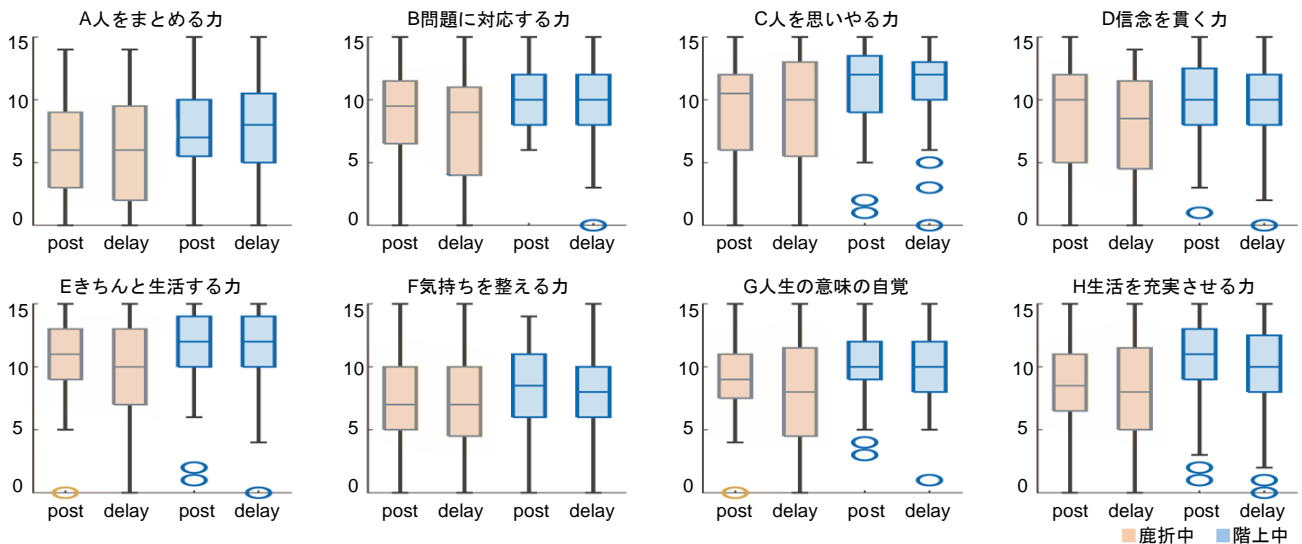 A人をまとめる力
B問題に対応する力
C人を思いやる力
D信念を貫く力
15
10
5
0
post delay post delay
15
10
5
0
post delay post delay
15
10
5
0
post delay post delay
15
10
5
0
post delay post delay
Eきちんと生活する力
F気持ちを整える力
G人生の意味の自覚
H生活を充実させる力
15
10
5
0
post delay post delay
15
10
5
0
post delay post delay
15
10
5
0
post delay post delay
15
10
5
0
post delay post delay
鹿折中 階上中